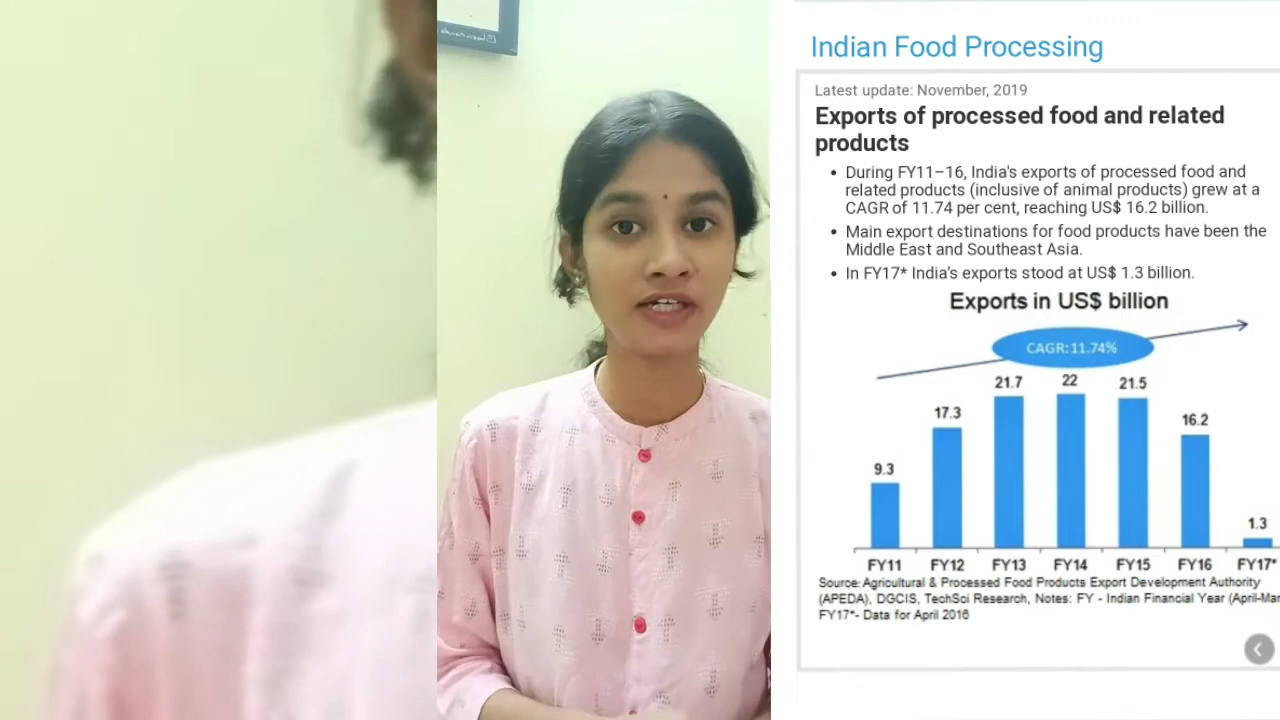 Indian Food Processing
Latest update: November, 2019
Exports of processed food and related
products
• During FY11–16, India's exports of processed food and
related products (inclusive of animal products) grew at a
CAGR of 11.74 per cent, reaching US$ 16.2 billion.
• Main export destinations for food products have been the
Middle East and Southeast Asia.
• In FY17* India's exports stood at US$ 1.3 billion.
Exports in US$ billion
CAGR:11.74%
9.3
17.3
21.7
22
21.5
16.2
1.3
FY11 FY12 FY13 FY14 FY15 FY16 FY17*
Source: Agricultural & Processed Food Products Export Development Authority
(APEDA), DGCIS, TechSci Research, Notes: FY - Indian Financial Year (April-Mar
FY17*- Data for April 2016